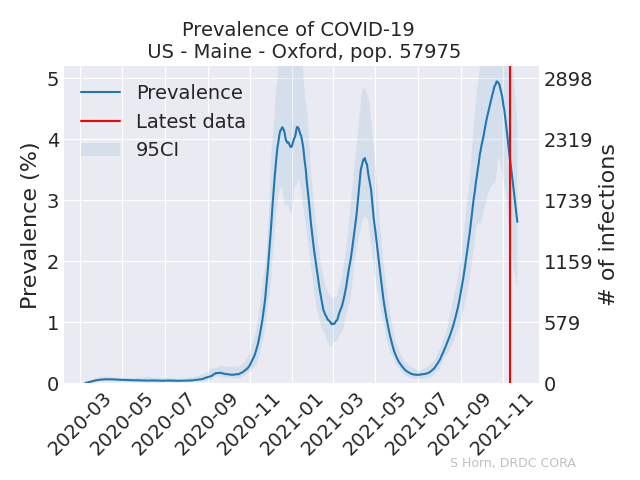 Prevalence of COVID-19
US - Maine - Oxford, pop. 57975
Prevalence (%)
5
4
3
2
1
0
Prevalence
Latest data
95CI
2898
2319
1739
1159
579
0
# of infections
2020-03
2020-05
2020-07
2020-09
2020-11
2021-01
2021-03
2021-05
2021-07
2021-09
2021-11
S Horn, DRDC CORA